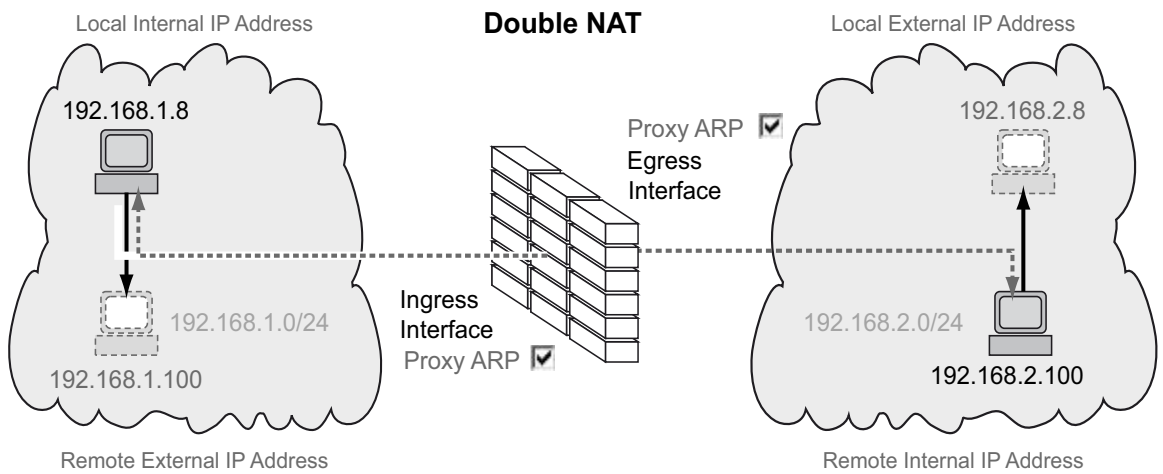 Local Internal IP Address
Double NAT
Local External IP Address
192.168.1.8
192.168.2.8
Proxy ARP
Egress
Interface
Ingress
Interface
Proxy ARP
192.168.1.0/24
192.168.2.0/24
192.168.1.100
192.168.2.100
Remote External IP Address
Remote Internal IP Address